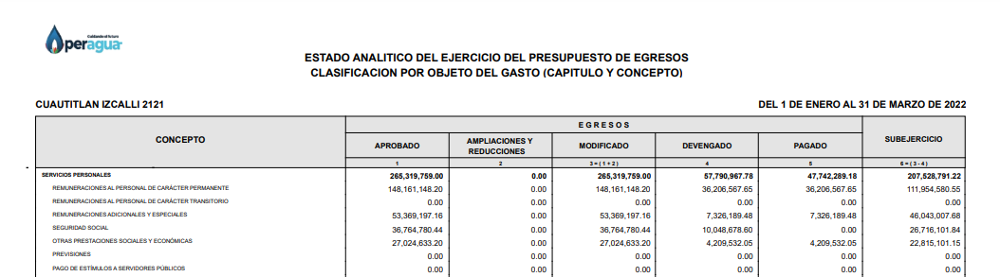 Cuidando el futuro
Operagua
ESTADO ANALITICO DEL EJERCICIO DEL PRESUPUESTO DE EGRESOS
CLASIFICACION POR OBJETO DEL GASTO (CAPITULO Y CONCEPTO)
CUAUTITLAN IZCALLI 2121 DEL 1 DE ENERO AL 31 DE MARZO DE 2022
E G R E S O S
CONCEPTO APROBADO AMPLIACIONES Y REDUCCIONES MODIFICADO DEVENGADO PAGADO SUBEJERCICIO
1 2 3 = ( 1 + 2 ) 4 5 6 = ( 3 - 4 )
SERVICIOS PERSONALES 265,319,759.00 0.00 265,319,759.00 57,790,967.78 47,742,289.18 207,528,791.22
REMUNERACIONES AL PERSONAL DE CARÁCTER PERMANENTE 148,161,148.20 0.00 148,161,148.20 36,206,567.65 36,206,567.65 111,954,580.55
REMUNERACIONES AL PERSONAL DE CARÁCTER TRANSITORIO 0.00 0.00 0.00 0.00 0.00 0.00
REMUNERACIONES ADICIONALES Y ESPECIALES 53,369,197.16 0.00 53,369,197.16 7,326,189.48 7,326,189.48 46,043,007.68
SEGURIDAD SOCIAL 36,764,780.44 0.00 36,764,780.44 10,048,678.60 0.00 26,716,101.84
OTRAS PRESTACIONES SOCIALES Y ECONÓMICAS 27,024,633.20 0.00 27,024,633.20 4,209,532.05 4,209,532.05 22,815,101.15
PREVISIONES 0.00 0.00 0.00 0.00 0.00 0.00
PAGO DE ESTÍMULOS A SERVIDORES PÚBLICOS 0.00 0.00 0.00 0.00 0.00 0.00